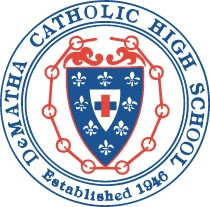 DeMATHA CATHOLIC HIGH SCHOOL
Established 1946